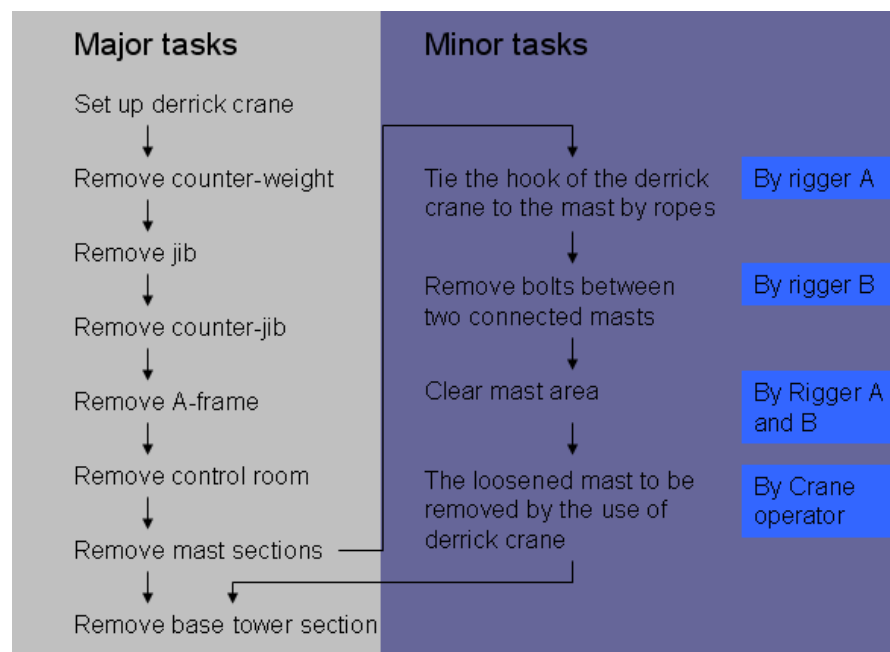 Major tasks
Set up derrick crane
Remove counter-weight
Remove jib
Remove counter-jib
Remove A-frame
Remove control room
Remove mast sections
Remove base tower section
Minor tasks
Tie the hook of the derrick
crane to the mast by ropes
By rigger A
Remove bolts between
two connected masts
By rigger B
Clear mast area
By Rigger A
and B
The loosened mast to be
removed by the use of
derrick crane
By Crane
operator